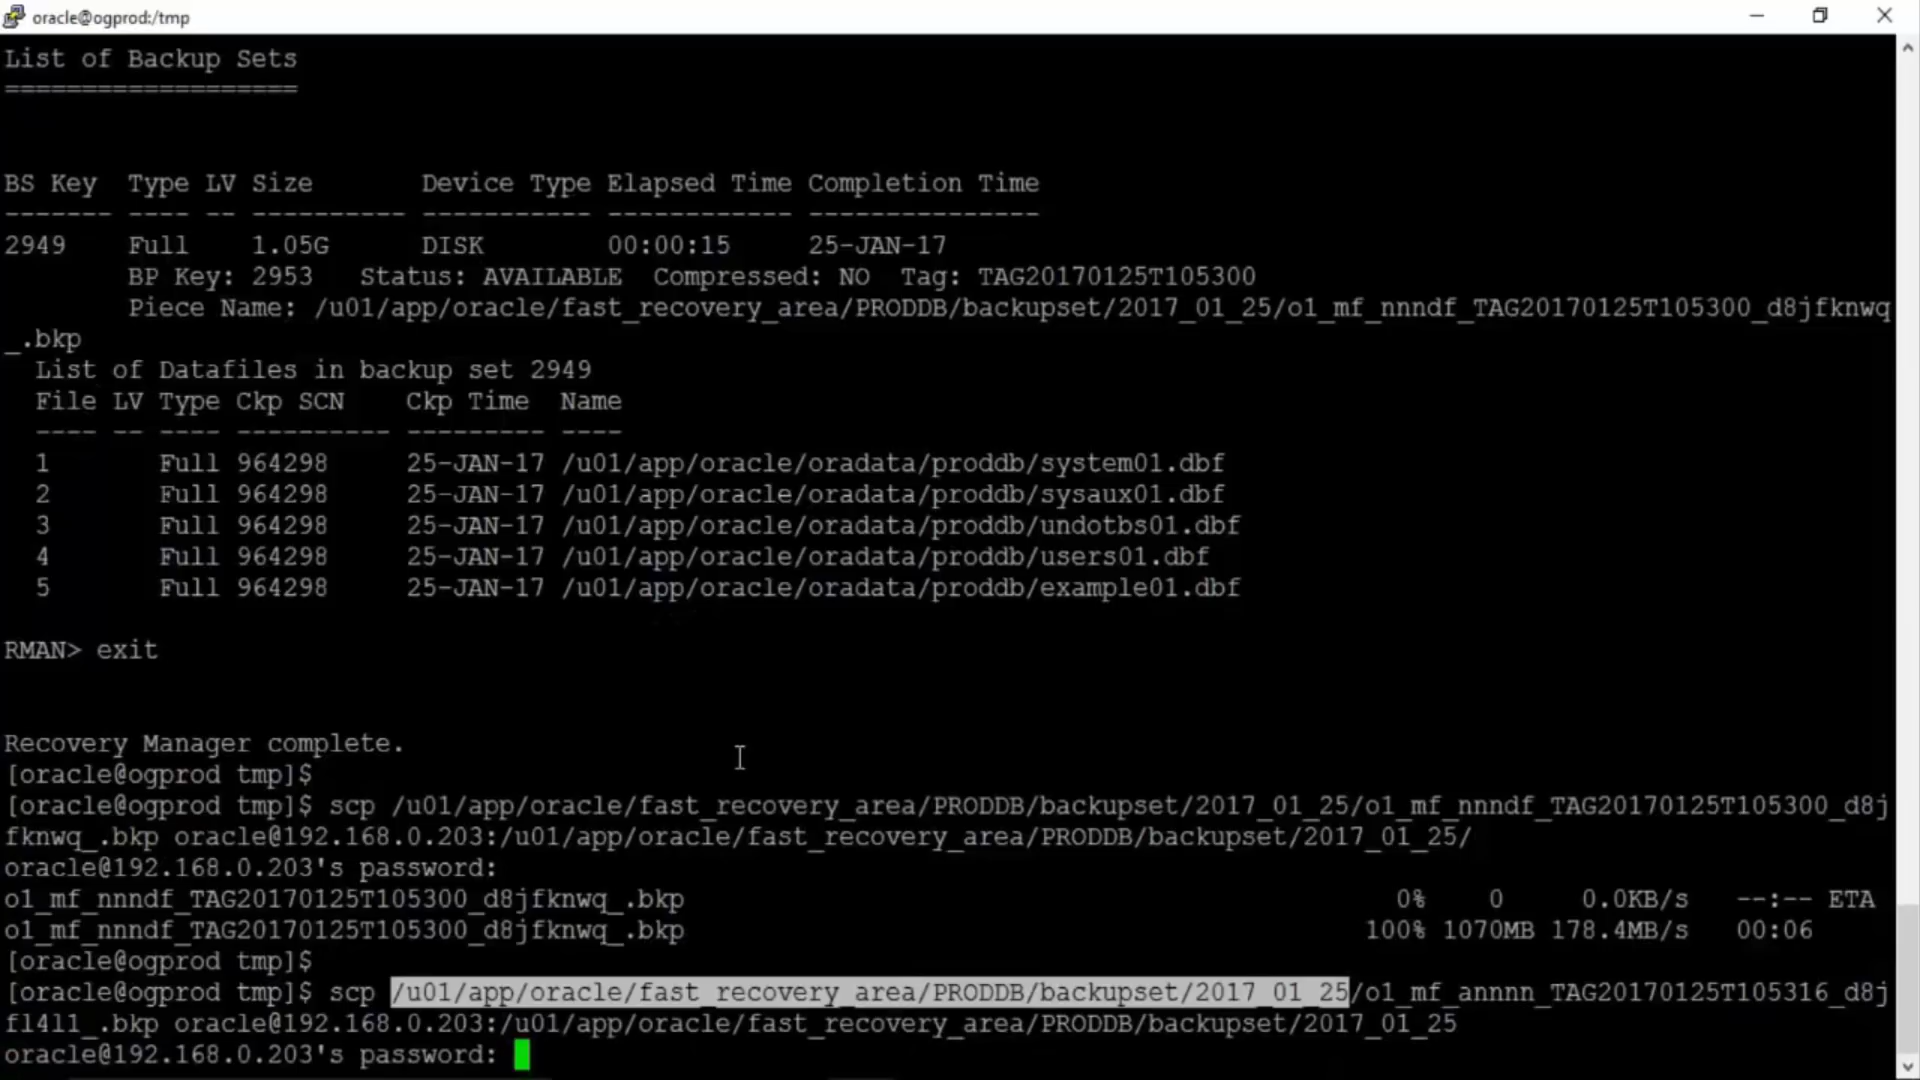 oracle@ogprod:/tmp
List of Backup Sets
===================
BS Key  Type LV Size       Device Type Elapsed Time Completion Time
------- ---- -- ---------- ----------- ------------ ---------------
2949    Full    1.05G      DISK        00:00:15     25-JAN-17
        BP Key: 2953   Status: AVAILABLE  Compressed: NO  Tag: TAG20170125T105300
        Piece Name: /u01/app/oracle/fast_recovery_area/PRODDB/backupset/2017_01_25/o1_mf_nnndf_TAG20170125T105300_d8jfknwq
_.bkp
  List of Datafiles in backup set 2949
  File LV Type Ckp SCN    Ckp Time  Name
  ---- -- ---- ---------- --------- ----
  1       Full 964298     25-JAN-17 /u01/app/oracle/oradata/proddb/system01.dbf
  2       Full 964298     25-JAN-17 /u01/app/oracle/oradata/proddb/sysaux01.dbf
  3       Full 964298     25-JAN-17 /u01/app/oracle/oradata/proddb/undotbs01.dbf
  4       Full 964298     25-JAN-17 /u01/app/oracle/oradata/proddb/users01.dbf
  5       Full 964298     25-JAN-17 /u01/app/oracle/oradata/proddb/example01.dbf
RMAN> exit
Recovery Manager complete.
[oracle@ogprod tmp]$
[oracle@ogprod tmp]$ scp /u01/app/oracle/fast_recovery_area/PRODDB/backupset/2017_01_25/o1_mf_nnndf_TAG20170125T105300_d8j
fknwq_.bkp oracle@192.168.0.203:/u01/app/oracle/fast_recovery_area/PRODDB/backupset/2017_01_25/
oracle@192.168.0.203's password:
o1_mf_nnndf_TAG20170125T105300_d8jfknwq_.bkp 0% 0 0.0KB/s --:-- ETA
o1_mf_nnndf_TAG20170125T105300_d8jfknwq_.bkp 100% 1070MB 178.4MB/s 00:06
[oracle@ogprod tmp]$
[oracle@ogprod tmp]$ scp /u01/app/oracle/fast_recovery_area/PRODDB/backupset/2017_01_25/o1_mf_annnn_TAG20170125T105316_d8j
fl4l1_.bkp oracle@192.168.0.203:/u01/app/oracle/fast_recovery_area/PRODDB/backupset/2017_01_25
oracle@192.168.0.203's password: